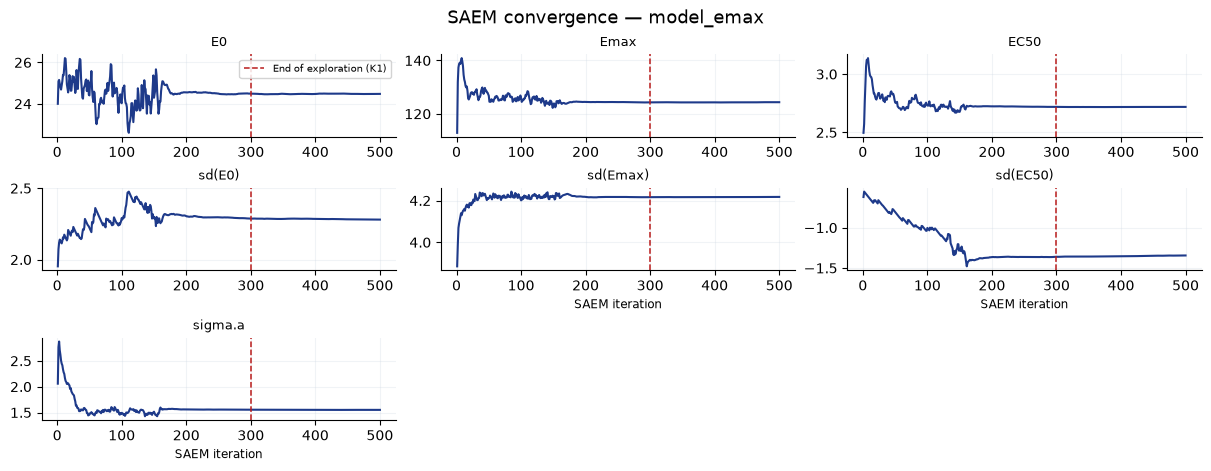 SAEM convergence — model_emax
E0
Emax
EC50
End of exploration (K1)
26
24
0 100 200 300 400 500
140
120
0 100 200 300 400 500
3.0
2.5
0 100 200 300 400 500
sd(E0)
sd(Emax)
sd(EC50)
2.5
2.0
0 100 200 300 400 500
4.2
4.0
0 100 200 300 400 500
SAEM iteration
−1.0
−1.5
0 100 200 300 400 500
SAEM iteration
sigma.a
2.5
2.0
1.5
0 100 200 300 400 500
SAEM iteration